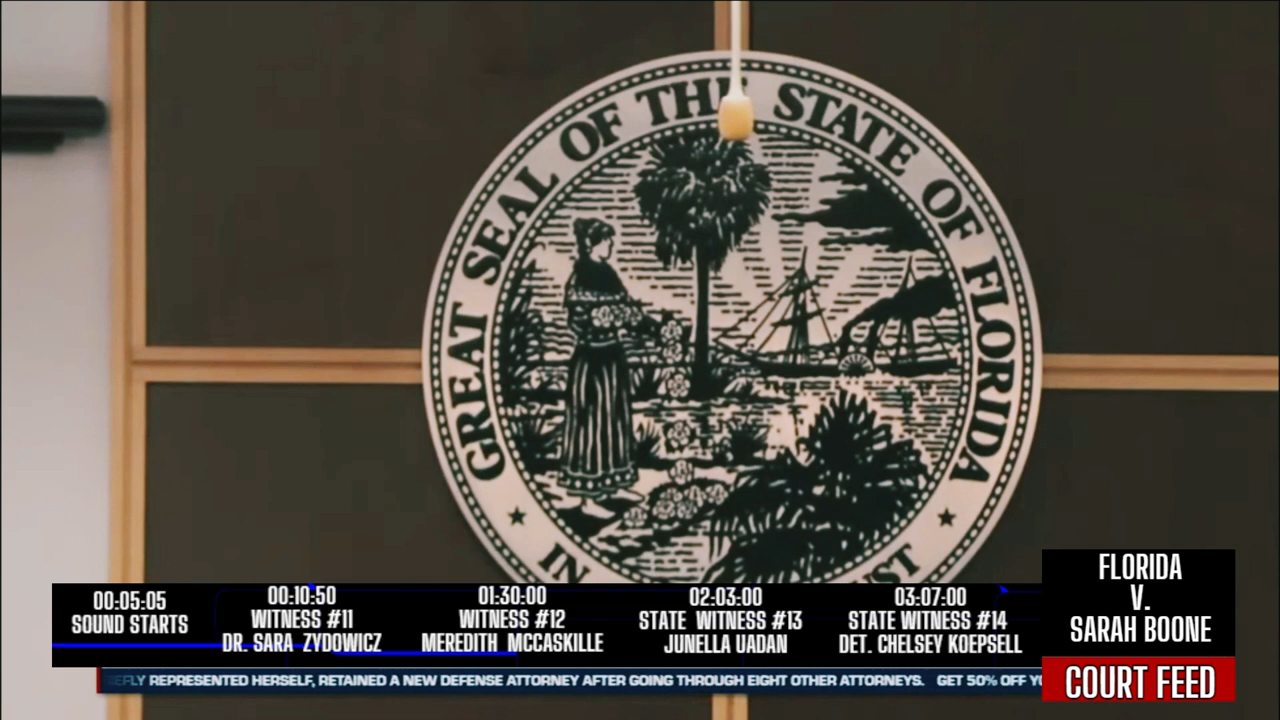 GREAT SEAL OF THE STATE OF FLORIDA
IN
00:05:05
SOUND STARTS
00:10:50
WITNESS #11
DR. SARA ZYDOWICZ
01:30:00
WITNESS #12
MEREDITH MCCASKILLE
02:03:00
STATE WITNESS #13
JUNELLA UADAN
03:07:00
STATE WITNESS #14
DET. CHELSEY KOEPSELL
FLORIDA
V.
SARAH BOONE
REPRESENTED HERSELF, RETAINED A NEW DEFENSE ATTORNEY AFTER GOING THROUGH EIGHT OTHER ATTORNEYS. GET 50% OFF
COURT FEED